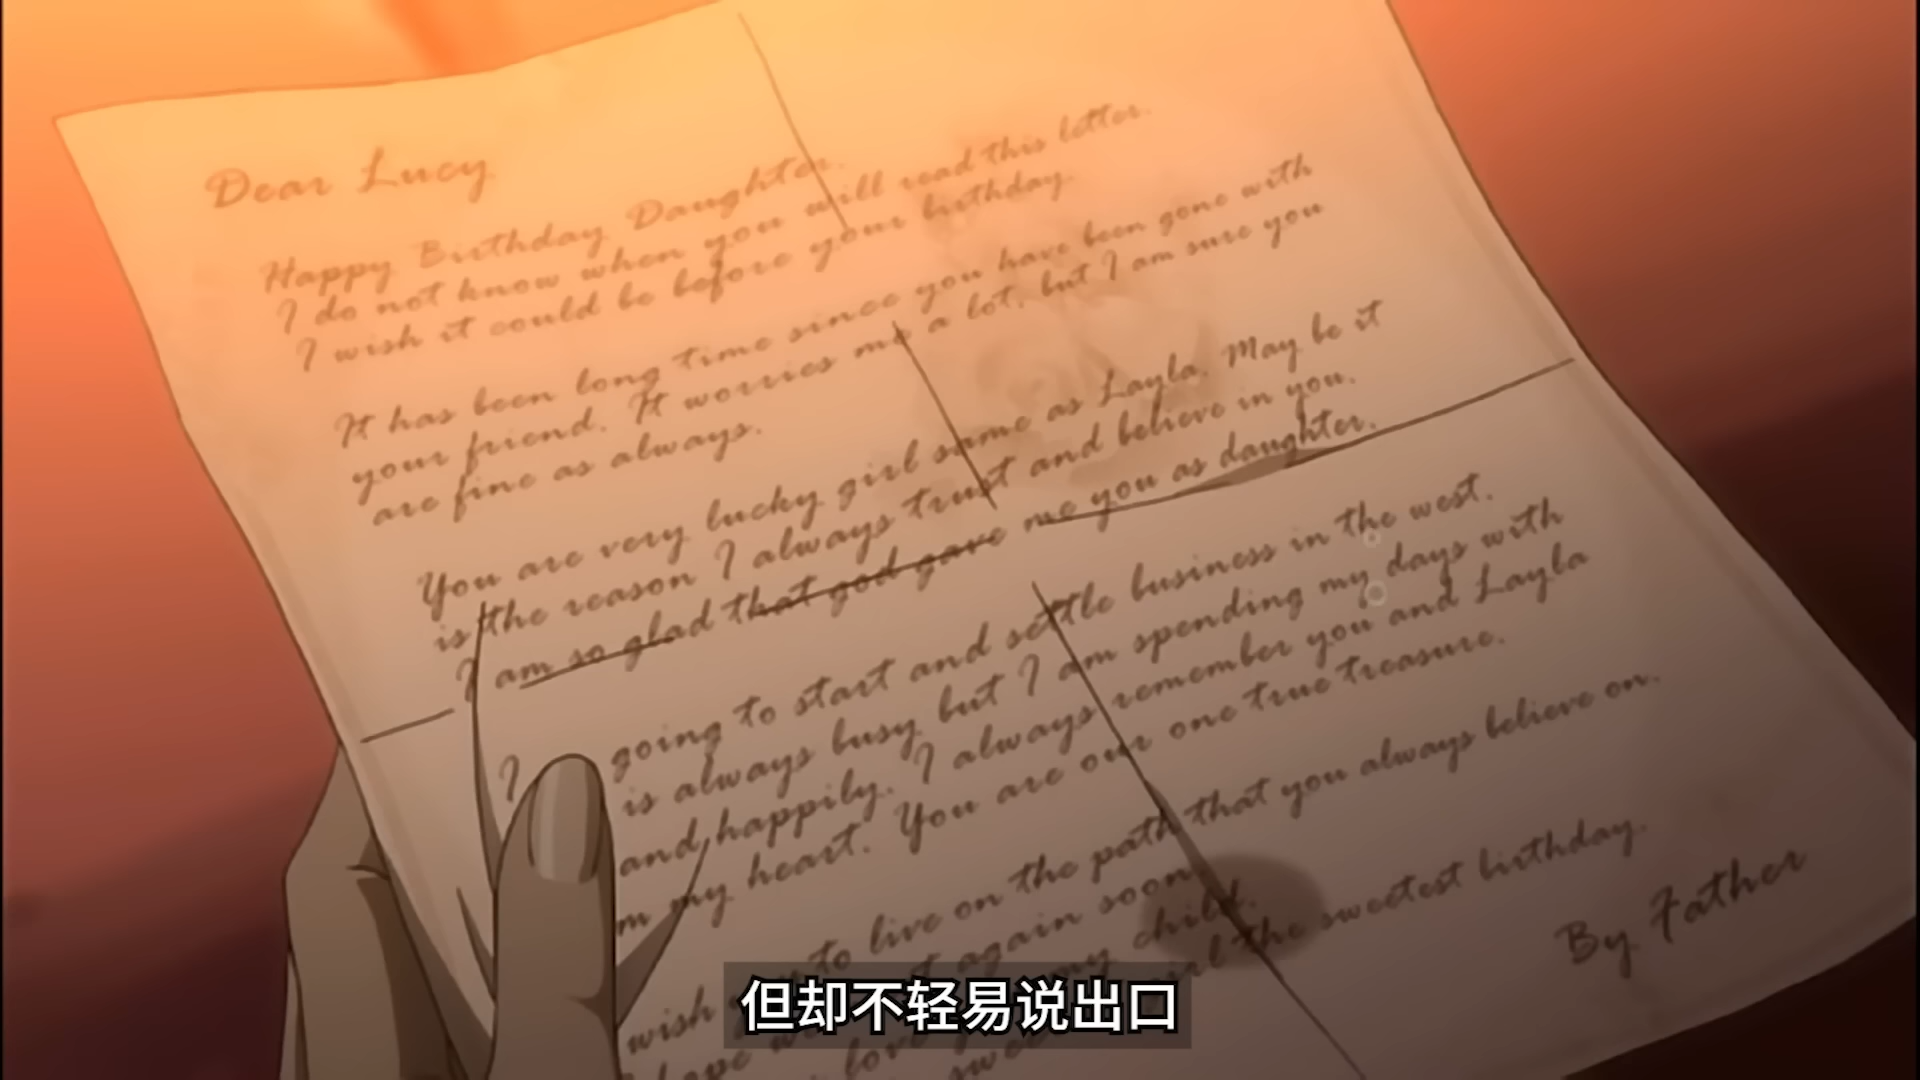 Dear Lucy
Happy Birthday Daughter.
I do not know when you will read this letter.
I wish it could be before your birthday.
It has been long time since you have been gone with
your friend. It worries me a lot, but I am sure you
are fine as always.
You are very lucky girl same as Layla. May be it
is the reason I always trust and believe in you.
I am so glad that god gave me you as daughter.
I going to start and settle business in the west.
is always busy but I am spending my days with
and happily. I always remember you and Layla
my heart. You are our one true treasure.
wish to live on the path that you always believe on.
again soon
my child.
girl the sweetest birthday.
By Father
但却不轻易说出口